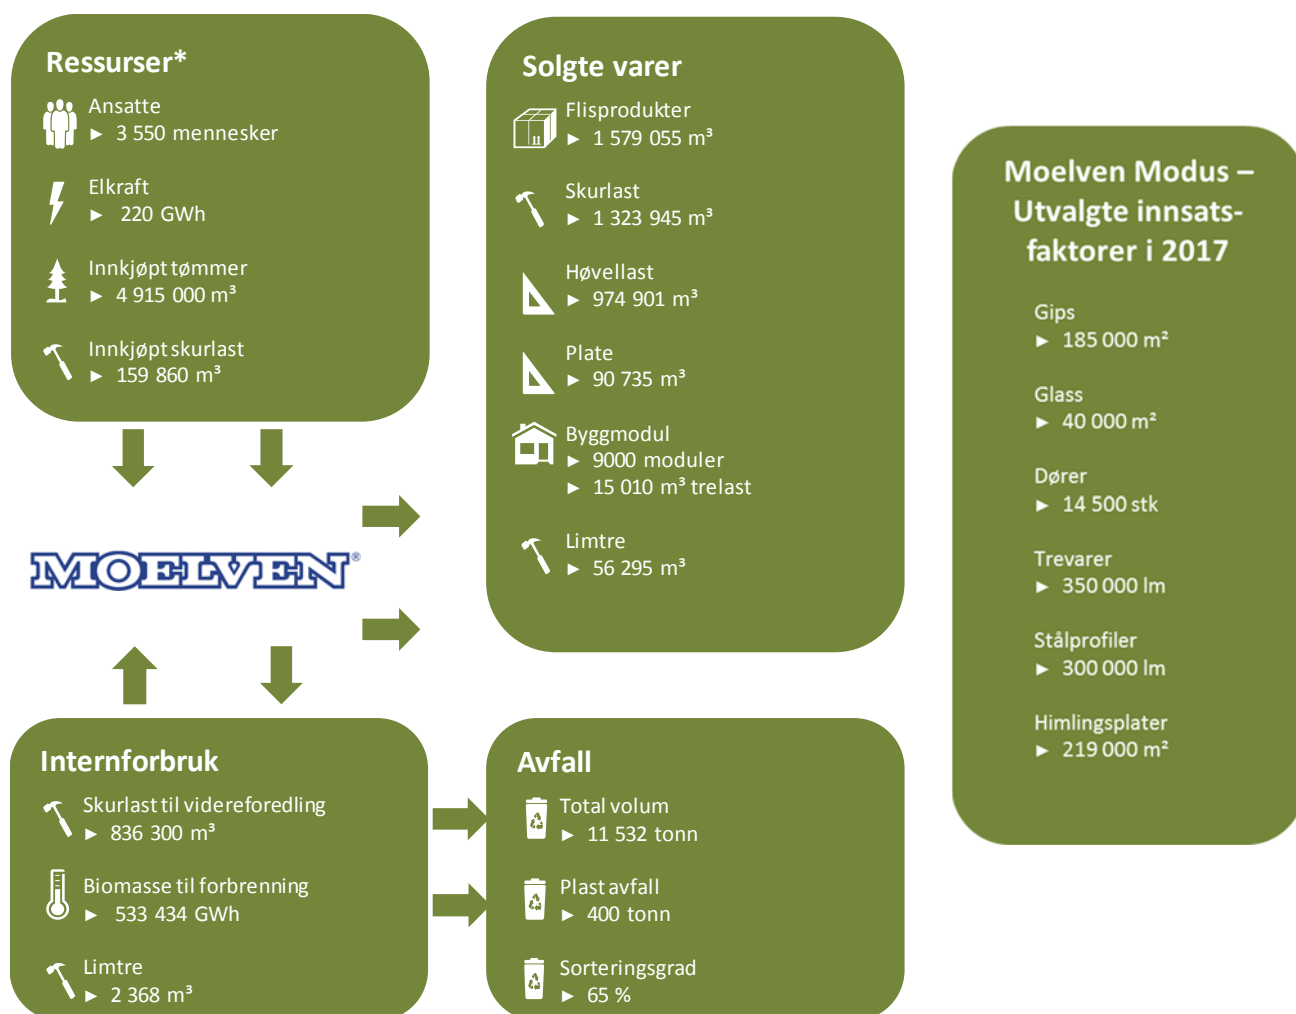 Ressurser*
Ansatte
► 3 550 mennesker
Elkraft
► 220 GWh
Innkjøpt tømmer
► 4 915 000 m³
Innkjøpt skurlast
► 159 860 m³
MOELVEN®
Internforbruk
Skurlast til videreforedling
► 836 300 m³
Biomasse til forbrenning
► 533 434 GWh
Limtre
► 2 368 m³
Solgte varer
Flisprodukter
► 1 579 055 m³
Skurlast
► 1 323 945 m³
Høvellast
► 974 901 m³
Plate
► 90 735 m³
Byggmodul
► 9000 moduler
► 15 010 m³ trelast
Limtre
► 56 295 m³
Avfall
Total volum
► 11 532 tonn
Plast avfall
► 400 tonn
Sorteringsgrad
► 65 %
Moelven Modus –
Utvalgte innsats-
faktorer i 2017
Gips
► 185 000 m²
Glass
► 40 000 m²
Dører
► 14 500 stk
Trevarer
► 350 000 lm
Stålprofiler
► 300 000 lm
Himlingsplater
► 219 000 m²